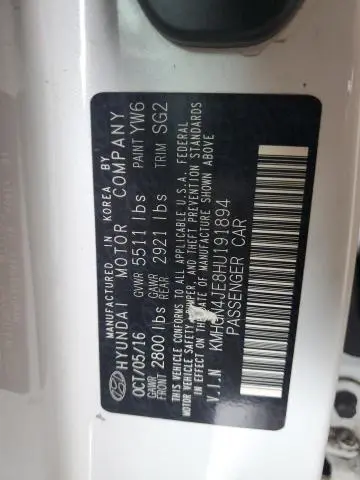 MANUFACTURED IN KOREA BY
HYUNDAI MOTOR COMPANY
OCT/05/16 GVWR 5511 lbs PAINT YW6
GAWR FRONT 2800 lbs GAWR REAR 2921 lbs TRIM SG2
THIS VEHICLE CONFORMS TO ALL APPLICABLE U.S.A. FEDERAL
MOTOR VEHICLE SAFETY, BUMPER, AND THEFT PREVENTION STANDARDS
IN EFFECT ON THE DATE OF MANUFACTURE SHOWN ABOVE
V.I.N KMHGN4JE8HU191894
PASSENGER CAR